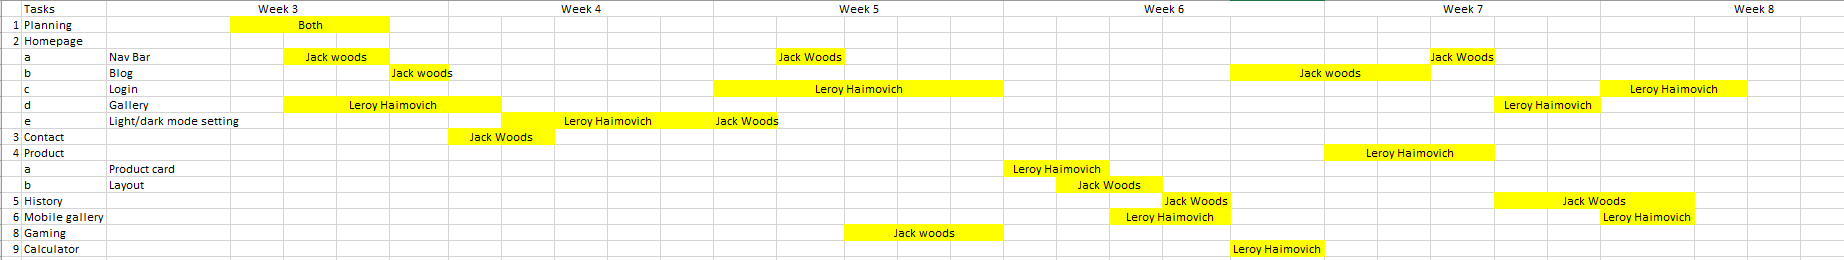 Tasks Week 3 Week 4 Week 5 Week 6 Week 7 Week 8
1 Planning Both
2 Homepage
a Nav Bar Jack woods Jack Woods Jack Woods
b Blog Jack woods Jack woods
c Login Leroy Haimovich Leroy Haimovich
d Gallery Leroy Haimovich Leroy Haimovich
e Light/dark mode setting Leroy Haimovich Jack Woods
3 Contact Jack Woods
4 Product Leroy Haimovich
a Product card Leroy Haimovich
b Layout Jack Woods
5 History Jack Woods Jack Woods
6 Mobile gallery Leroy Haimovich Leroy Haimovich
8 Gaming Jack woods
9 Calculator Leroy Haimovich